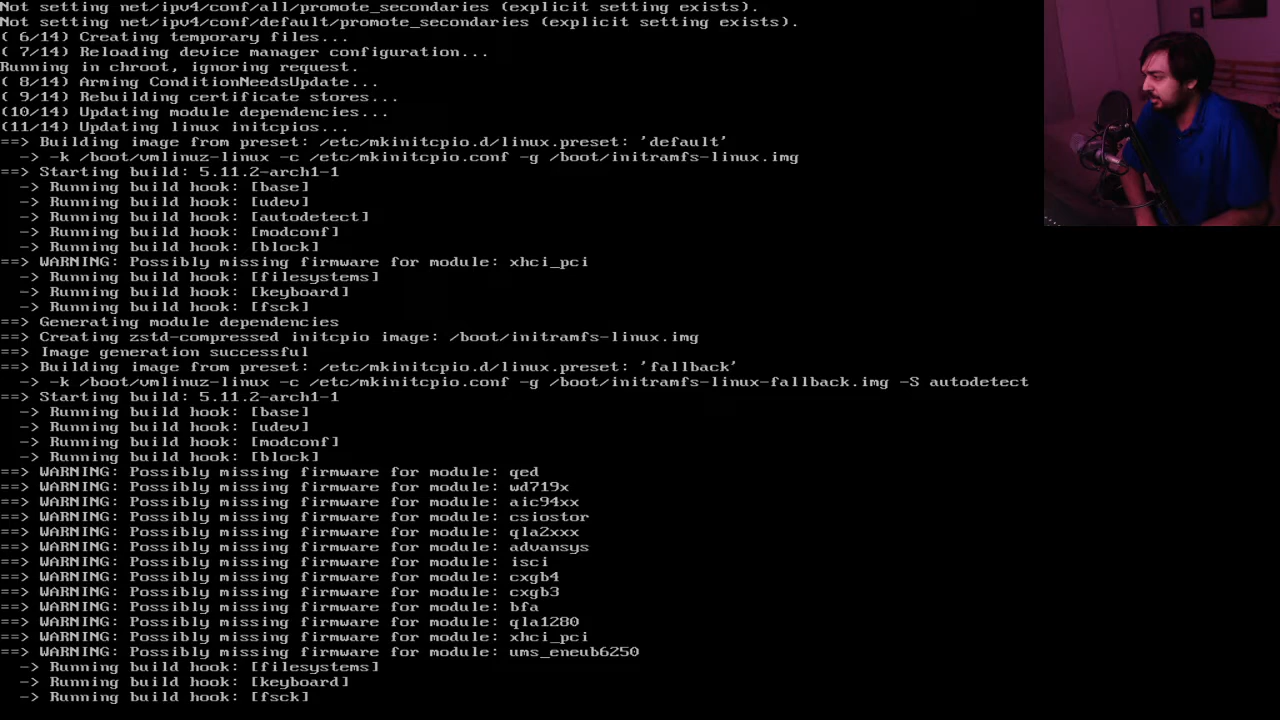 Not setting net/ipv4/conf/all/promote_secondaries (explicit setting exists).
Not setting net/ipv4/conf/default/promote_secondaries (explicit setting exists).
( 6/14) Creating temporary files...
( 7/14) Reloading device manager configuration...
Running in chroot, ignoring request.
( 8/14) Arming ConditionNeedsUpdate...
( 9/14) Rebuilding certificate stores...
(10/14) Updating module dependencies...
(11/14) Updating linux initcpios...
==> Building image from preset: /etc/mkinitcpio.d/linux.preset: 'default'
  -> -k /boot/vmlinuz-linux -c /etc/mkinitcpio.conf -g /boot/initramfs-linux.img
==> Starting build: 5.11.2-arch1-1
  -> Running build hook: [base]
  -> Running build hook: [udev]
  -> Running build hook: [autodetect]
  -> Running build hook: [modconf]
  -> Running build hook: [block]
==> WARNING: Possibly missing firmware for module: xhci_pci
  -> Running build hook: [filesystems]
  -> Running build hook: [keyboard]
  -> Running build hook: [fsck]
==> Generating module dependencies
==> Creating zstd-compressed initcpio image: /boot/initramfs-linux.img
==> Image generation successful
==> Building image from preset: /etc/mkinitcpio.d/linux.preset: 'fallback'
  -> -k /boot/vmlinuz-linux -c /etc/mkinitcpio.conf -g /boot/initramfs-linux-fallback.img -S autodetect
==> Starting build: 5.11.2-arch1-1
  -> Running build hook: [base]
  -> Running build hook: [udev]
  -> Running build hook: [modconf]
  -> Running build hook: [block]
==> WARNING: Possibly missing firmware for module: qed
==> WARNING: Possibly missing firmware for module: wd719x
==> WARNING: Possibly missing firmware for module: aic94xx
==> WARNING: Possibly missing firmware for module: csiostor
==> WARNING: Possibly missing firmware for module: qla2xxx
==> WARNING: Possibly missing firmware for module: advansys
==> WARNING: Possibly missing firmware for module: isci
==> WARNING: Possibly missing firmware for module: cxgb4
==> WARNING: Possibly missing firmware for module: cxgb3
==> WARNING: Possibly missing firmware for module: bfa
==> WARNING: Possibly missing firmware for module: qla1280
==> WARNING: Possibly missing firmware for module: xhci_pci
==> WARNING: Possibly missing firmware for module: ums_eneub6250
  -> Running build hook: [filesystems]
  -> Running build hook: [keyboard]
  -> Running build hook: [fsck]